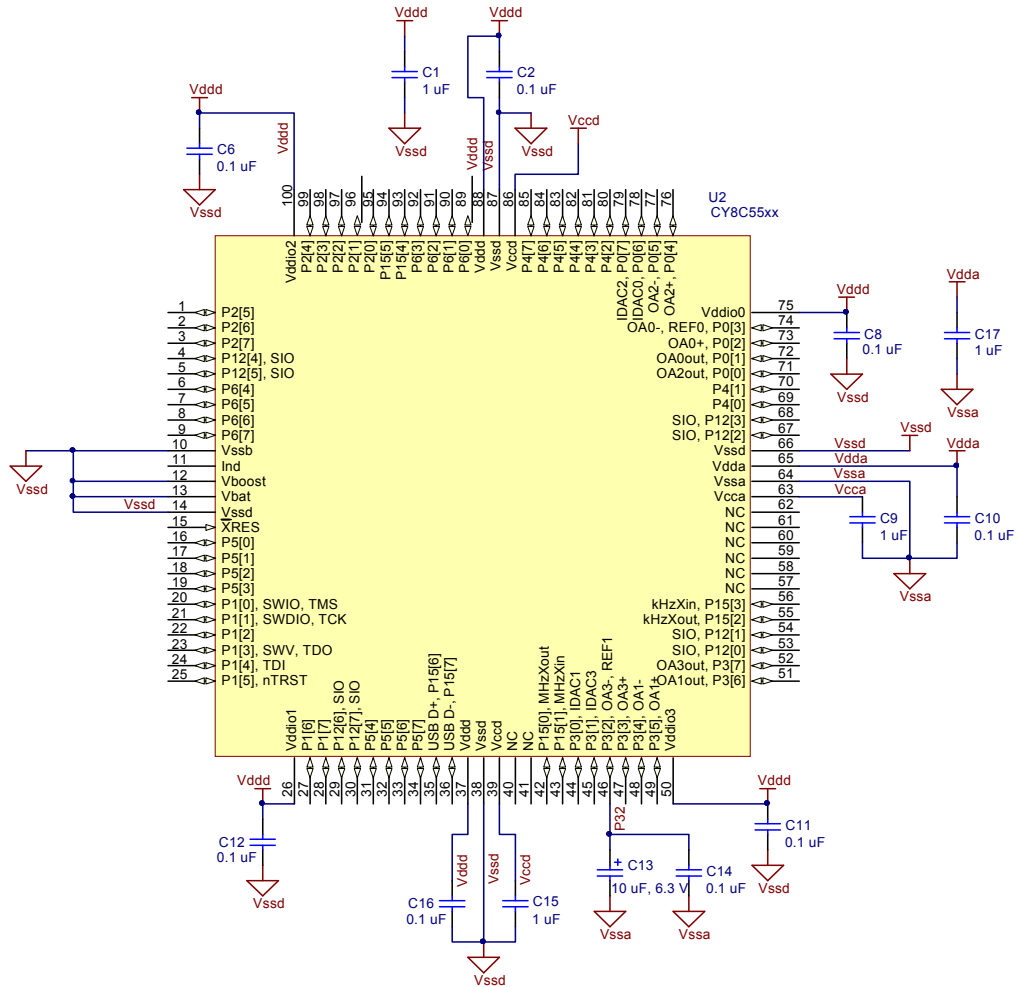 Vddd
Vddd
C1
1 uF
C2
0.1 uF
Vssd
Vssd
Vccd
Vddd
C6
0.1 uF
Vssd
Vddd
Vddd
Vssd
U2
CY8C55xx
100
99
98
97
96
95
94
93
92
91
90
89
88
87
86
85
84
83
82
81
80
79
78
77
76
Vddio2
P2[4]
P2[3]
P2[2]
P2[1]
P2[0]
P15[5]
P15[4]
P6[3]
P6[2]
P6[1]
P6[0]
Vddd
Vssd
Vccd
P4[7]
P4[6]
P4[5]
P4[4]
P4[3]
P4[2]
IDAC2, P0[7]
IDAC0, P0[6]
OA2-, P0[5]
OA2+, P0[4]
1 P2[5]
2 P2[6]
3 P2[7]
4 P12[4], SIO
5 P12[5], SIO
6 P6[4]
7 P6[5]
8 P6[6]
9 P6[7]
10 Vssb
11 Ind
12 Vboost
13 Vbat
Vssd 14 Vssd
15 XRES
16 P5[0]
17 P5[1]
18 P5[2]
19 P5[3]
20 P1[0], SWIO, TMS
21 P1[1], SWDIO, TCK
22 P1[2]
23 P1[3], SWV, TDO
24 P1[4], TDI
25 P1[5], nTRST
Vssd
Vddio0 75
OA0-, REF0, P0[3] 74
OA0+, P0[2] 73
OA0out, P0[1] 72
OA2out, P0[0] 71
P4[1] 70
P4[0] 69
SIO, P12[3] 68
SIO, P12[2] 67
Vssd 66 Vssd
Vdda 65 Vdda
Vssa 64 Vssa
Vcca 63 Vcca
NC 62
NC 61
NC 60
NC 59
NC 58
NC 57
kHzXin, P15[3] 56
kHzXout, P15[2] 55
SIO, P12[1] 54
SIO, P12[0] 53
OA3out, P3[7] 52
OA1out, P3[6] 51
Vddd
C8
0.1 uF
Vssd
Vdda
C17
1 uF
Vssa
Vssd
Vdda
C9
1 uF
C10
0.1 uF
Vssa
Vddio1
P1[6]
P1[7]
P12[6], SIO
P12[7], SIO
P5[4]
P5[5]
P5[6]
P5[7]
USB D+, P15[6]
USB D-, P15[7]
Vddd
Vssd
Vccd
NC
NC
P15[0], MHzXout
P15[1], MHzXin
P3[0], IDAC1
P3[1], IDAC3
P3[2], OA3-, REF1
P3[3], OA3+
P3[4], OA1-
P3[5], OA1+
Vddio3
26
27
28
29
30
31
32
33
34
35
36
37
38
39
40
41
42
43
44
45
46
47
48
49
50
Vddd
C12
0.1 uF
Vssd
Vddd
Vssd
Vccd
C16
0.1 uF
C15
1 uF
Vssd
P32
+
C13
10 uF, 6.3 V
Vssa
C14
0.1 uF
Vssa
Vddd
C11
0.1 uF
Vssd